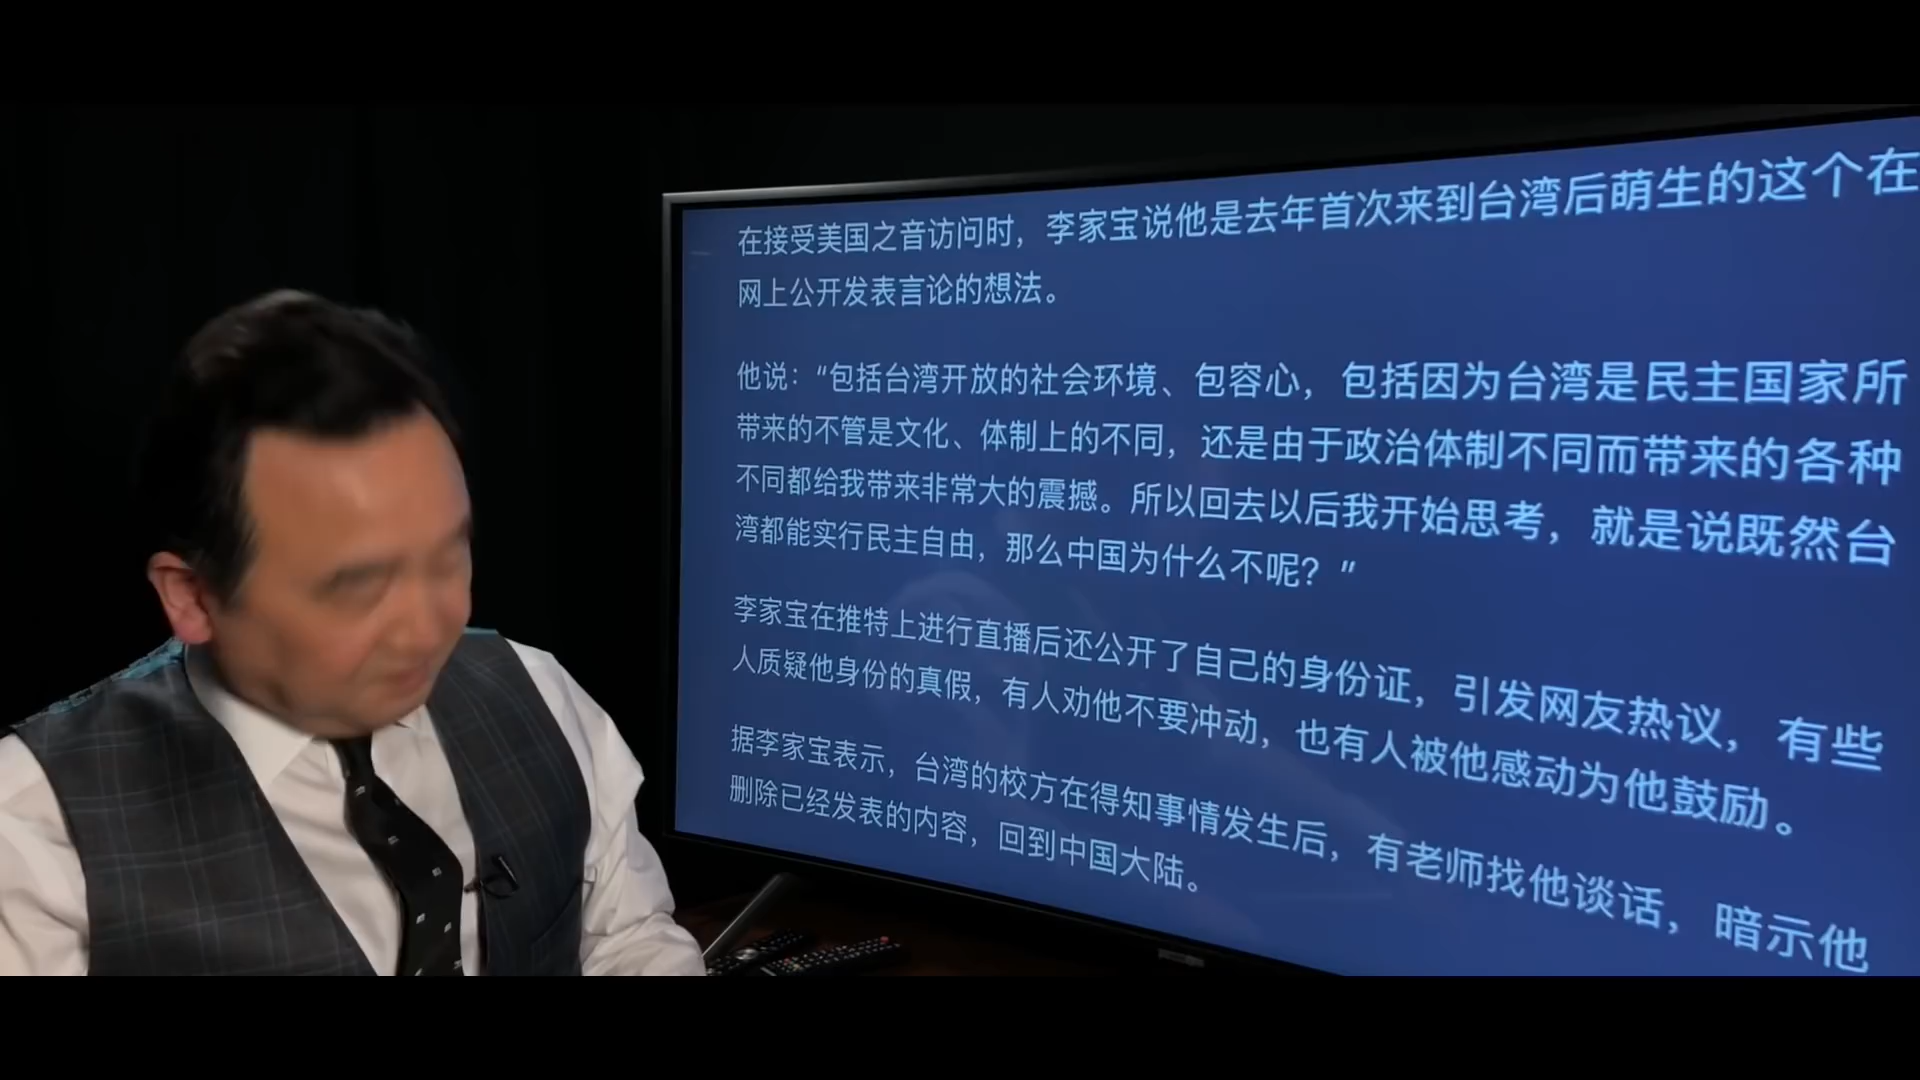 在接受美国之音访问时，李家宝说他是去年首次来到台湾后萌生的这个在
网上公开发表言论的想法。
他说：“包括台湾开放的社会环境、包容心，包括因为台湾是民主国家所
带来的不管是文化、体制上的不同，还是由于政治体制不同而带来的各种
不同都给我带来非常大的震撼。所以回去以后我开始思考，就是说既然台
湾都能实行民主自由，那么中国为什么不呢？”
李家宝在推特上进行直播后还公开了自己的身份证，引发网友热议，有些
人质疑他身份的真假，有人劝他不要冲动，也有人被他感动为他鼓励。
据李家宝表示，台湾的校方在得知事情发生后，有老师找他谈话，暗示他
删除已经发表的内容，回到中国大陆。